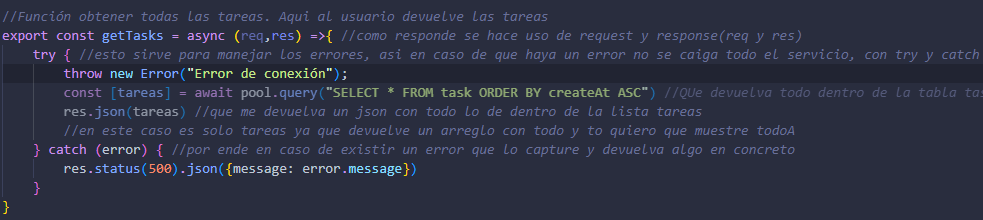 //Función obtener todas las tareas. Aqui al usuario devuelve las tareas
export const getTasks = async (req,res) =>{ //como responde se hace uso de request y response(req y res)
try { //esto sirve para manejar los errores, asi en caso de que haya un error no se caiga todo el servicio, con try y catch
throw new Error("Error de conexión");
const [tareas] = await pool.query("SELECT * FROM task ORDER BY createAt ASC") //QUe devuelva todo dentro de la tabla tas
res.json(tareas) //que me devuelva un json con todo lo de dentro de la lista tareas
//en este caso es solo tareas ya que devuelve un arreglo con todo y to quiero que muestre todoA
} catch (error) { //por ende en caso de existir un error que lo capture y devuelva algo en concreto
res.status(500).json({message: error.message})
}
}